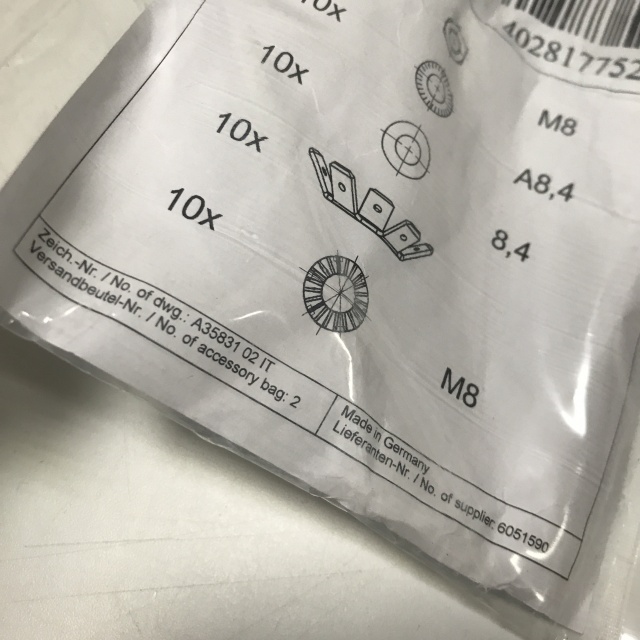 10x
4028177752
10x
M8
10x
A8,4
10x
8,4
M8
Zeich.-Nr. / No. of dwg.: A35831 02 IT
Versandbeutel-Nr. / No. of accessory bag: 2
Made in Germany
Lieferanten-Nr. / No. of supplier: 6051590